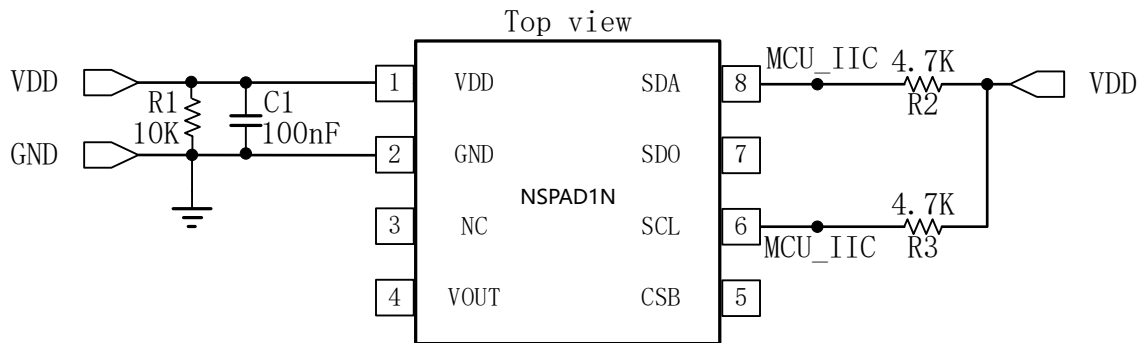 Top view
VDD
R1
10K
C1
100nF
GND
1
VDD
2
GND
3
NC
4
VOUT
NSPAD1N
SDA
8
SDO
7
SCL
6
CSB
5
MCU_IIC
4.7K
R2
VDD
4.7K
MCU_IIC
R3